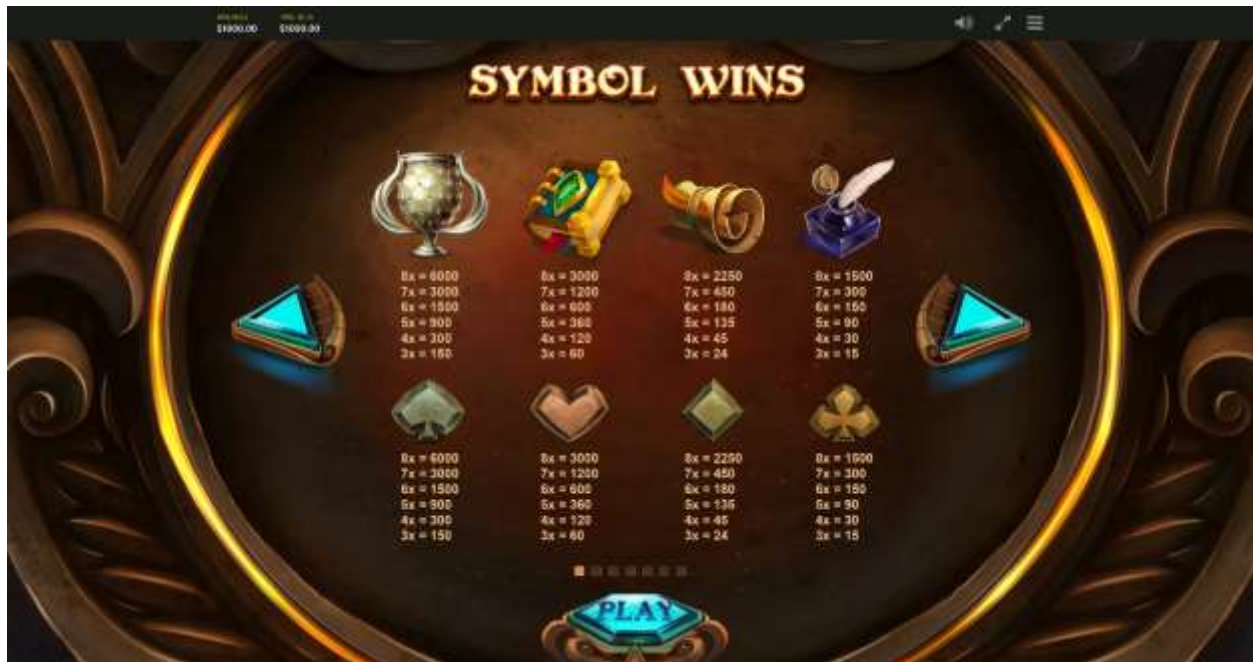 $1000.00 $1000.00
SYMBOL WINS
8x = 6000 8x = 3000 8x = 2250 8x = 1500
7x = 3000 7x = 1200 7x = 450 7x = 300
6x = 1500 6x = 600 6x = 180 6x = 150
5x = 900 5x = 360 5x = 135 5x = 90
4x = 300 4x = 120 4x = 45 4x = 30
3x = 150 3x = 60 3x = 24 3x = 15
8x = 6000 8x = 3000 8x = 2250 8x = 1500
7x = 3000 7x = 1200 7x = 450 7x = 300
6x = 1500 6x = 600 6x = 180 6x = 150
5x = 900 5x = 360 5x = 135 5x = 90
4x = 300 4x = 120 4x = 45 4x = 30
3x = 150 3x = 60 3x = 24 3x = 15
PLAY